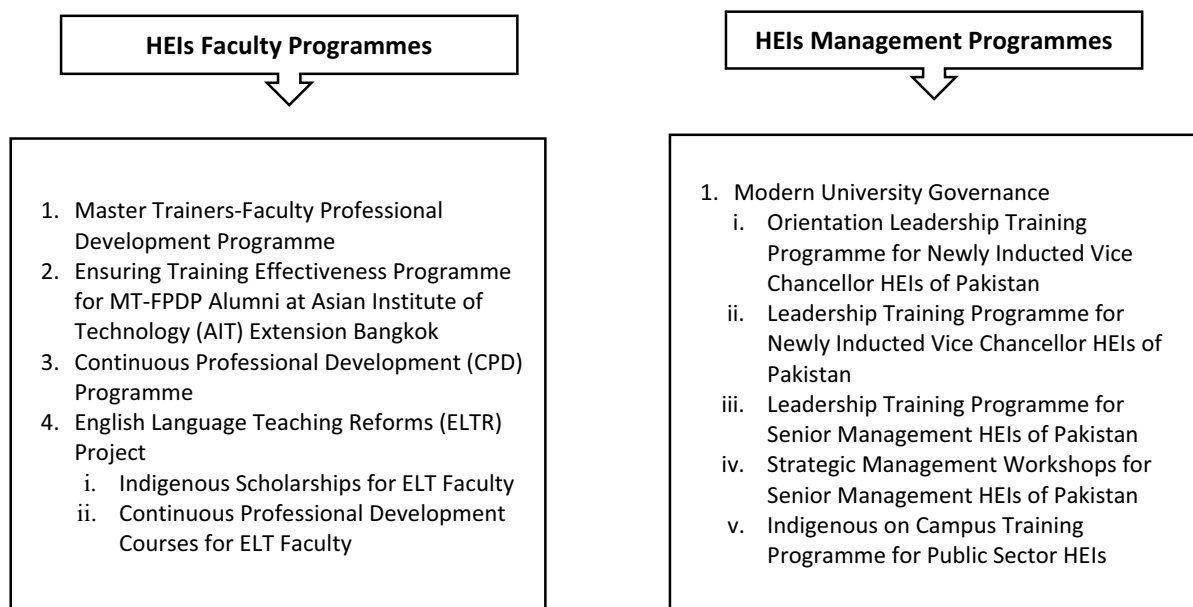 HEIs Faculty Programmes
1. Master Trainers-Faculty Professional
Development Programme
2. Ensuring Training Effectiveness Programme
for MT-FPDP Alumni at Asian Institute of
Technology (AIT) Extension Bangkok
3. Continuous Professional Development (CPD)
Programme
4. English Language Teaching Reforms (ELTR)
Project
i. Indigenous Scholarships for ELT Faculty
ii. Continuous Professional Development
Courses for ELT Faculty
HEIs Management Programmes
1. Modern University Governance
i. Orientation Leadership Training
Programme for Newly Inducted Vice
Chancellor HEIs of Pakistan
ii. Leadership Training Programme for
Newly Inducted Vice Chancellor HEIs of
Pakistan
iii. Leadership Training Programme for
Senior Management HEIs of Pakistan
iv. Strategic Management Workshops for
Senior Management HEIs of Pakistan
v. Indigenous on Campus Training
Programme for Public Sector HEIs